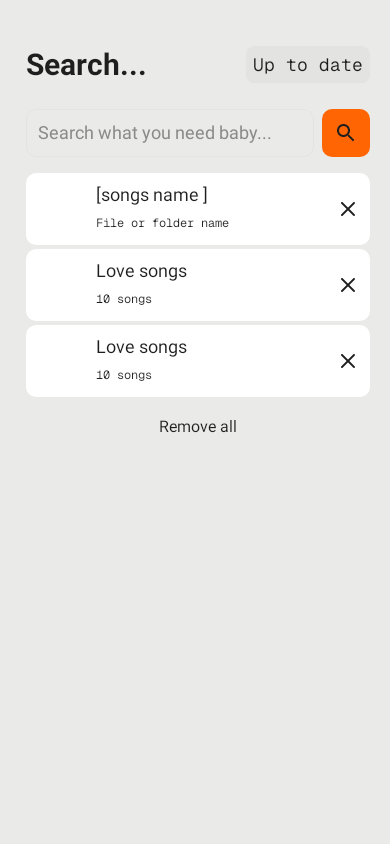 Search...
Up to date
Search what you need baby...
[songs name ]
File or folder name
Love songs
10 songs
Love songs
10 songs
Remove all